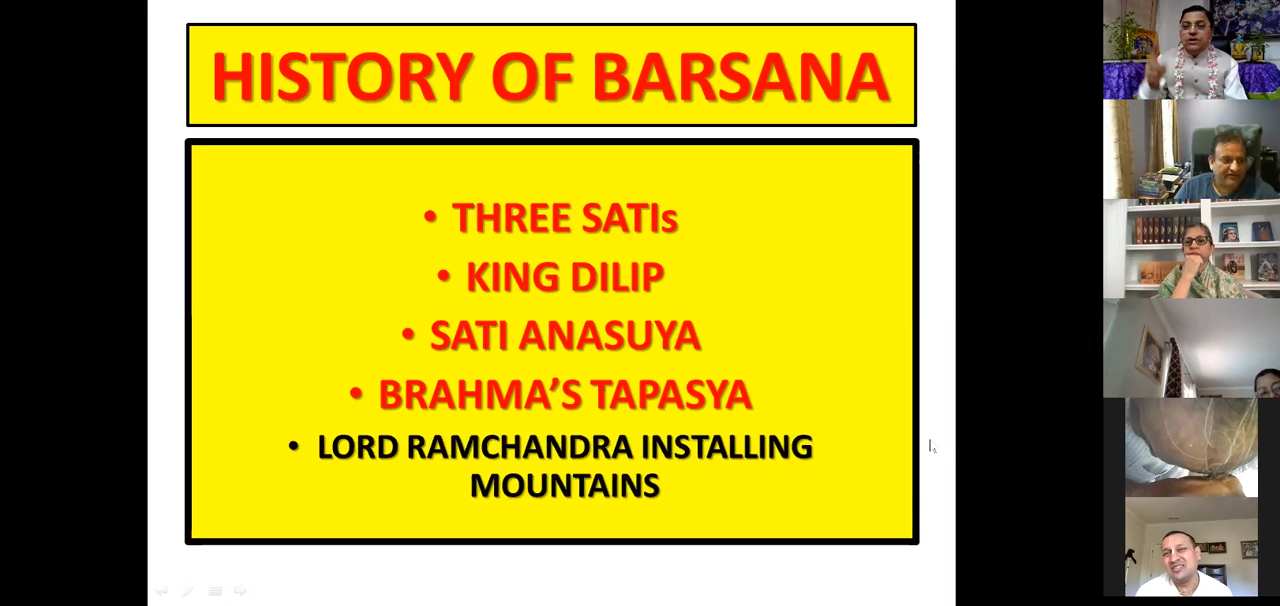 HISTORY OF BARSANA
• THREE SATIs
• KING DILIP
• SATI ANASUYA
• BRAHMA’S TAPASYA
• LORD RAMCHANDRA INSTALLING
MOUNTAINS